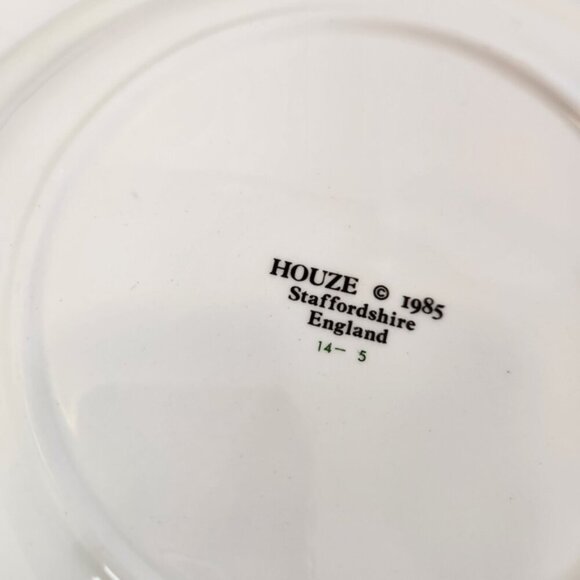 HOUZE © 1985
Staffordshire
England
14- 5